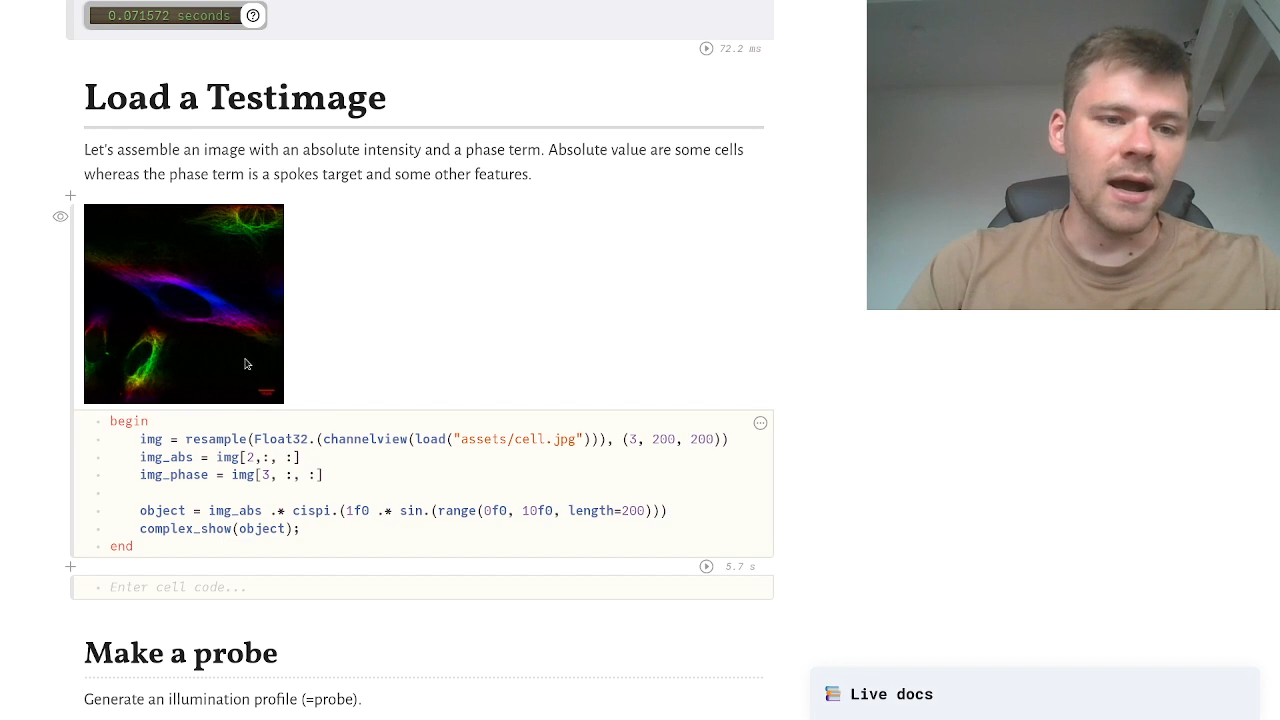 0.071572 seconds
72.2 ms
Load a Testimage
Let's assemble an image with an absolute intensity and a phase term. Absolute value are some cells
whereas the phase term is a spokes target and some other features.
begin
img = resample(Float32.(channelview(load("assets/cell.jpg"))), (3, 200, 200))
img_abs = img[2,:, :]
img_phase = img[3, :, :]
object = img_abs .* cispi.(1f0 .* sin.(range(0f0, 10f0, length=200)))
complex_show(object);
end
5.7 s
Enter cell code...
Make a probe
Generate an illumination profile (=probe).
Live docs